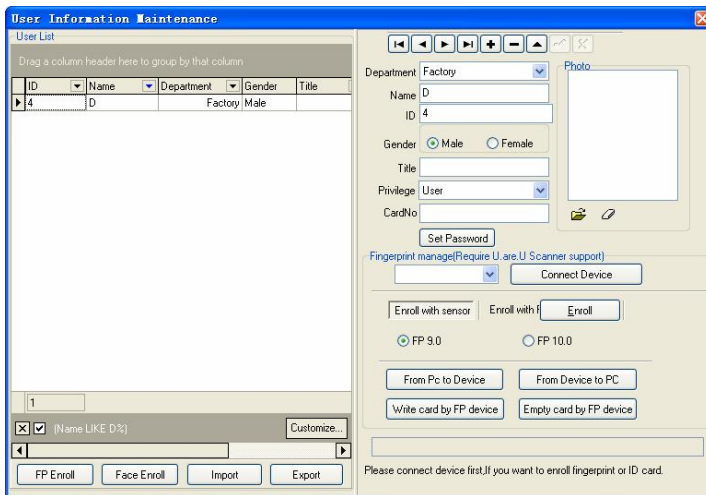 User Information Maintenance
User List
Drag a column header here to group by that column
ID Name Department Gender Title
4 D Factory Male
1
(Name LIKE D%)
Customize...
FP Enroll Face Enroll Import Export
Department Factory
Name D
ID 4
Gender Male Female
Title
Privilege User
CardNo
Set Password
Photo
Fingerprint manage(Require U.are.U Scanner support)
Connect Device
Enroll with sensor Enroll with Enroll
FP 9.0 FP 10.0
From Pc to Device From Device to PC
Write card by FP device Empty card by FP device
Please connect device first,If you want to enroll fingerprint or ID card.